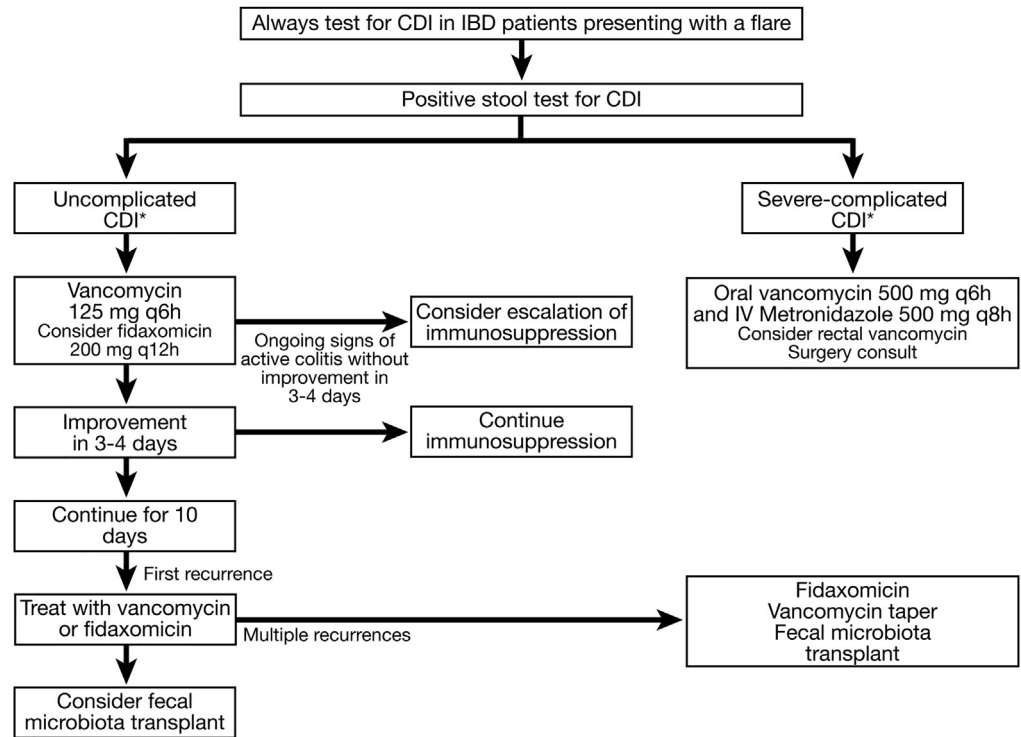 Always test for CDI in IBD patients presenting with a flare
Positive stool test for CDI
Uncomplicated
CDI*
Severe-complicated
CDI*
Vancomycin
125 mg q6h
Consider fidaxomicin
200 mg q12h
Ongoing signs of
active colitis without
improvement in
3-4 days
Consider escalation of
immunosuppression
Oral vancomycin 500 mg q6h
and IV Metronidazole 500 mg q8h
Consider rectal vancomycin
Surgery consult
Improvement
in 3-4 days
Continue
immunosuppression
Continue for 10
days
First recurrence
Treat with vancomycin
or fidaxomicin
Multiple recurrences
Fidaxomicin
Vancomycin taper
Fecal microbiota
transplant
Consider fecal
microbiota transplant